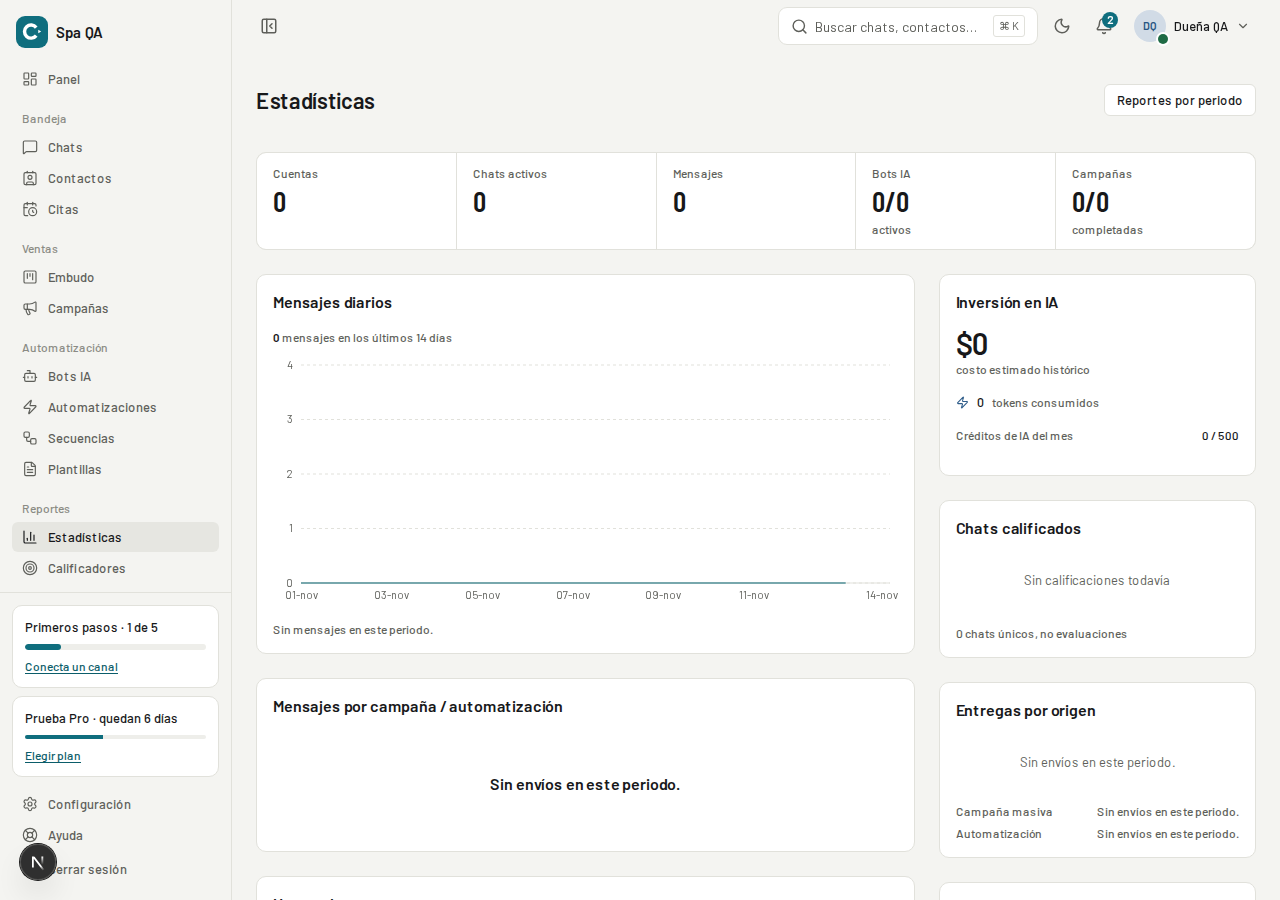 Spa QA
Panel
Bandeja
Chats
Contactos
Citas
Ventas
Embudo
Campañas
Automatización
Bots IA
Automatizaciones
Secuencias
Plantillas
Reportes
Estadísticas
Calificadores
Primeros pasos · 1 de 5
Conecta un canal
Prueba Pro · quedan 6 días
Elegir plan
Configuración
Ayuda
errar sesión
N
Buscar chats, contactos...
⌘ K
2
DQ
Dueña QA
Estadísticas
Reportes por periodo
Cuentas
0
Chats activos
0
Mensajes
0
Bots IA
0/0
activos
Campañas
0/0
completadas
Mensajes diarios
0 mensajes en los últimos 14 días
4
3
2
1
0
01-nov 03-nov 05-nov 07-nov 09-nov 11-nov 14-nov
Sin mensajes en este periodo.
Mensajes por campaña / automatización
Sin envíos en este periodo.
Inversión en IA
$0
costo estimado histórico
0 tokens consumidos
Créditos de IA del mes 0 / 500
Chats calificados
Sin calificaciones todavía
0 chats únicos, no evaluaciones
Entregas por origen
Sin envíos en este periodo.
Campaña masiva Sin envíos en este periodo.
Automatización Sin envíos en este periodo.